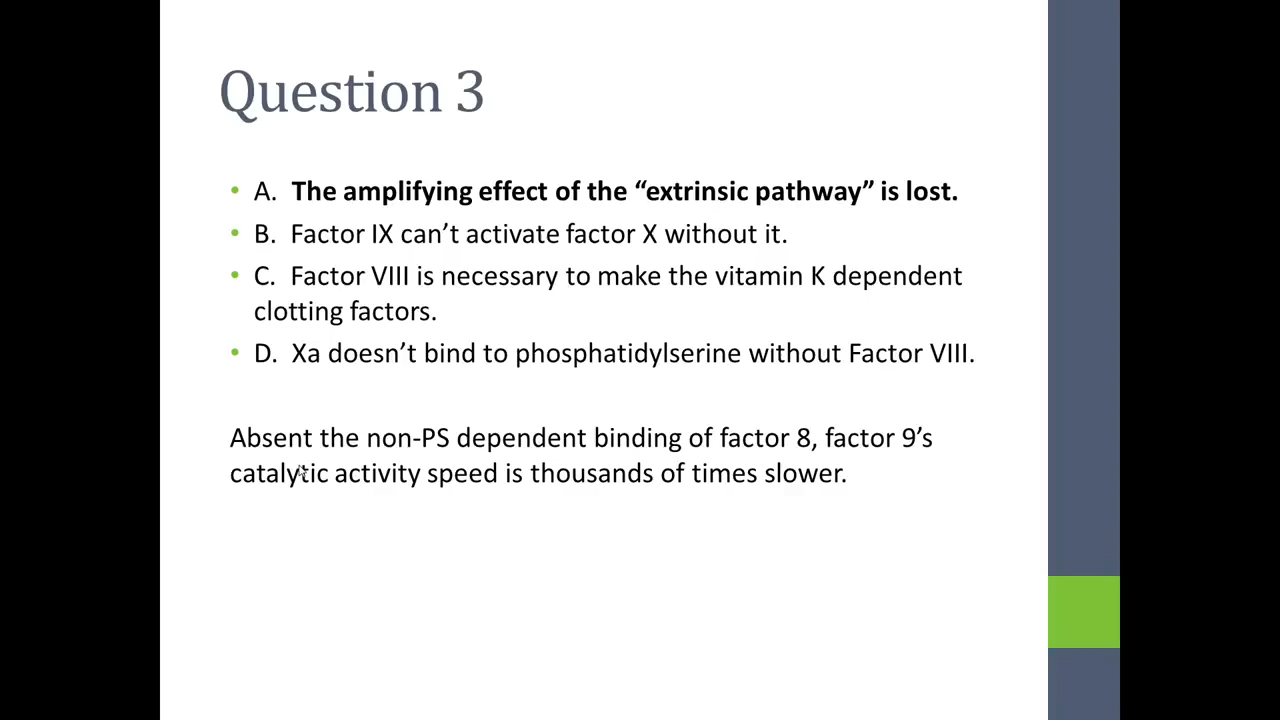 Question 3
• A. The amplifying effect of the “extrinsic pathway” is lost.
• B. Factor IX can’t activate factor X without it.
• C. Factor VIII is necessary to make the vitamin K dependent
clotting factors.
• D. Xa doesn’t bind to phosphatidylserine without Factor VIII.
Absent the non-PS dependent binding of factor 8, factor 9’s
catalytic activity speed is thousands of times slower.